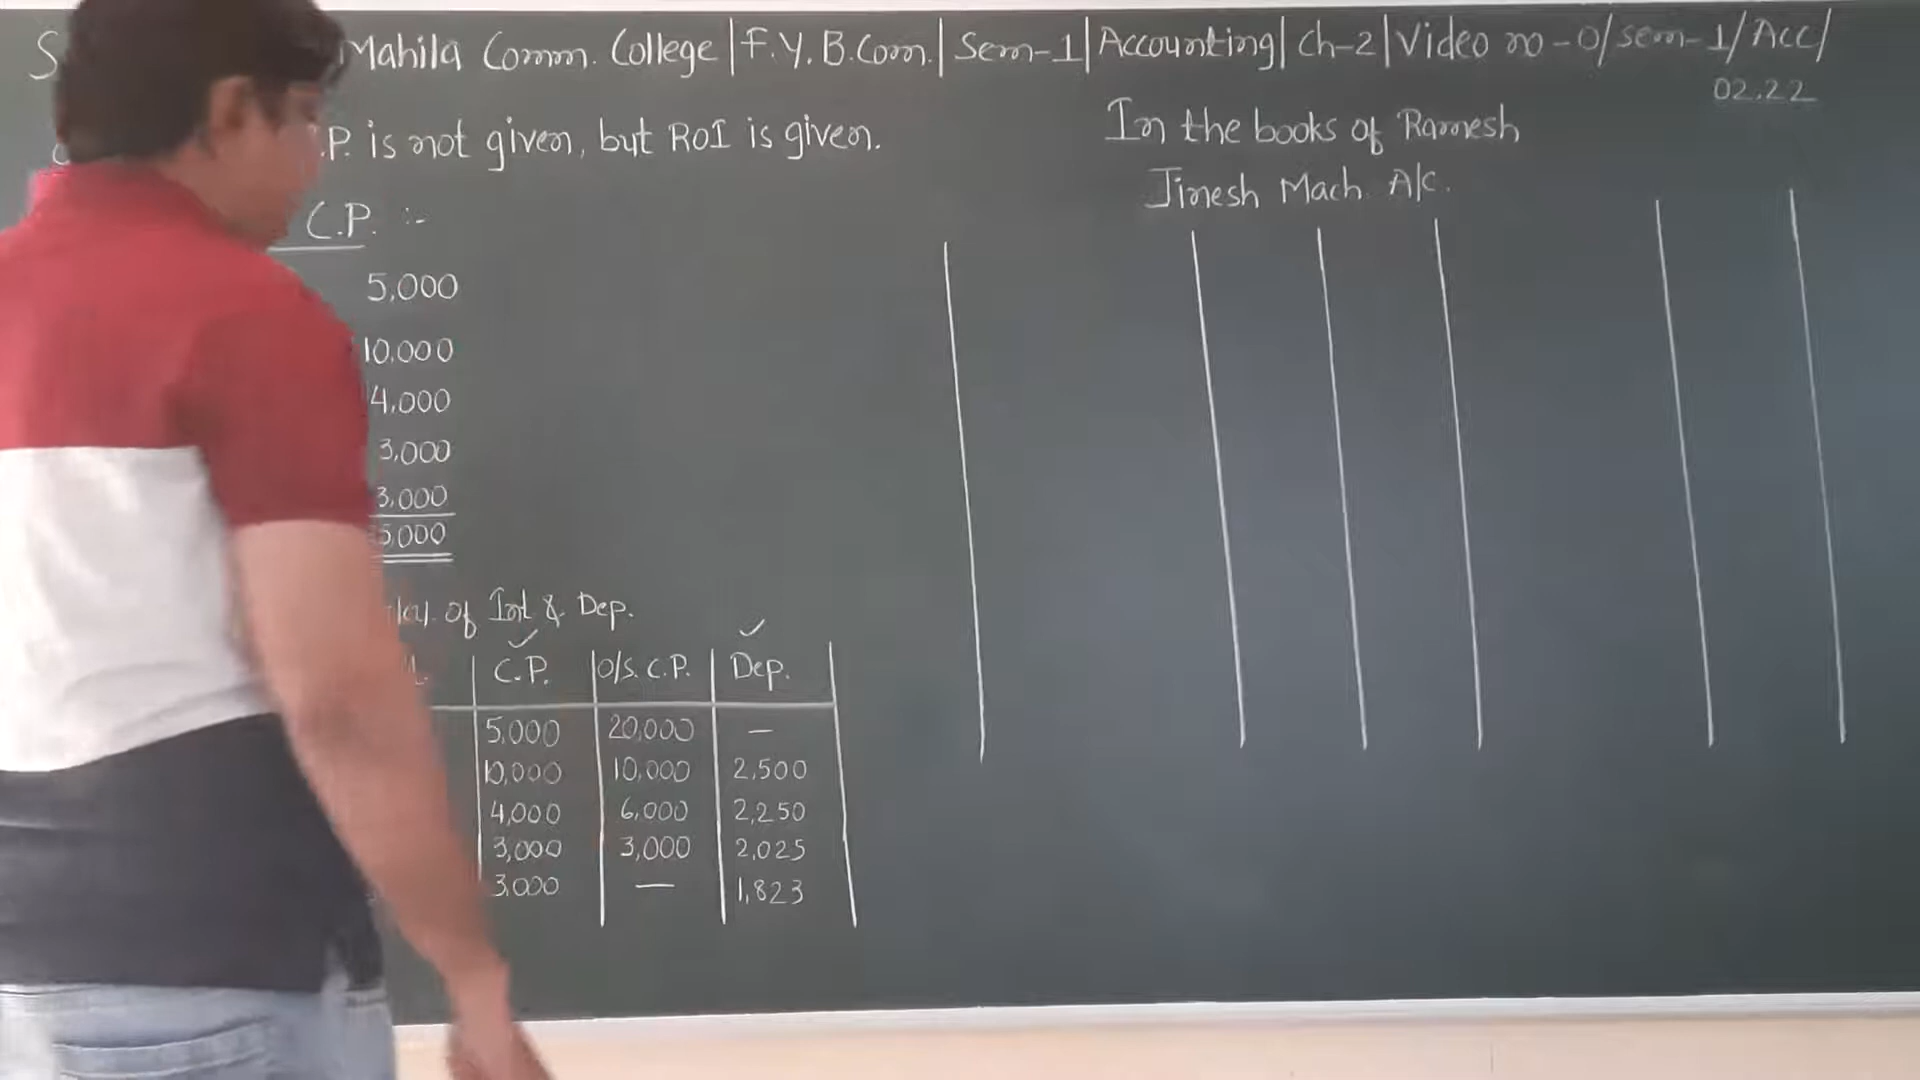 Mahila Comm. College | F.Y. B.Com. | Sem-1 | Accounting | Ch-2 | Video no - 0/sem-1/Acc/
02.22
C.P. is not given, but RoI is given.
C.P. :-
5,000
10,000
4,000
3,000
3,000
5,000
of Int & Dep.
C.P. | o/s. C.P. | Dep.
5,000 | 20,000 | —
10,000 | 10,000 | 2,500
4,000 | 6,000 | 2,250
3,000 | 3,000 | 2,025
3,000 | — | 1,823
In the books of Ramesh
Jinesh Mach. A/c.